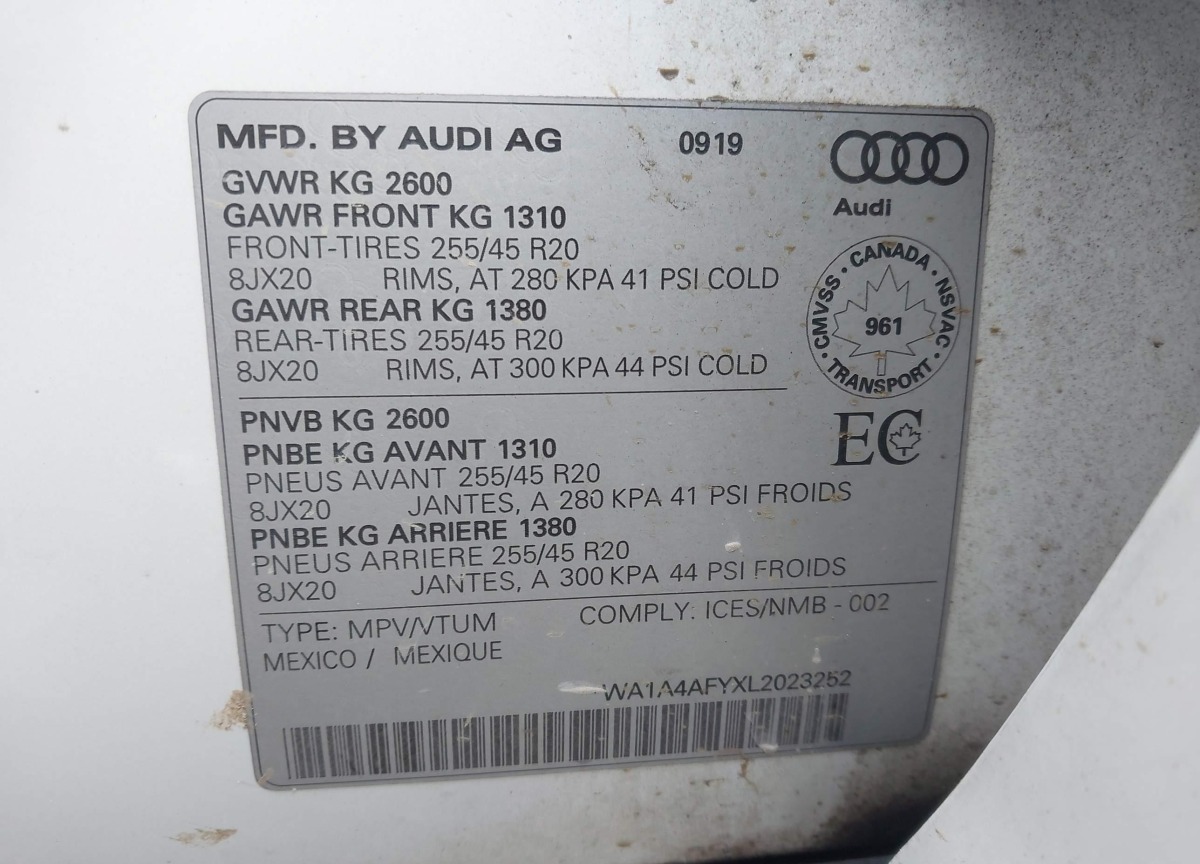 MFD. BY AUDI AG 0919
Audi
GVWR KG 2600
GAWR FRONT KG 1310
FRONT-TIRES 255/45 R20
8JX20 RIMS, AT 280 KPA 41 PSI COLD
GAWR REAR KG 1380
REAR-TIRES 255/45 R20
8JX20 RIMS, AT 300 KPA 44 PSI COLD
CMVSS · CANADA · NSVAC · TRANSPORT ·
961
PNVB KG 2600
EC
PNBE KG AVANT 1310
PNEUS AVANT 255/45 R20
8JX20 JANTES, A 280 KPA 41 PSI FROIDS
PNBE KG ARRIERE 1380
PNEUS ARRIERE 255/45 R20
8JX20 JANTES, A 300 KPA 44 PSI FROIDS
TYPE: MPV/VTUM COMPLY: ICES/NMB - 002
MEXICO / MEXIQUE
WA1A4AFYXL2023252